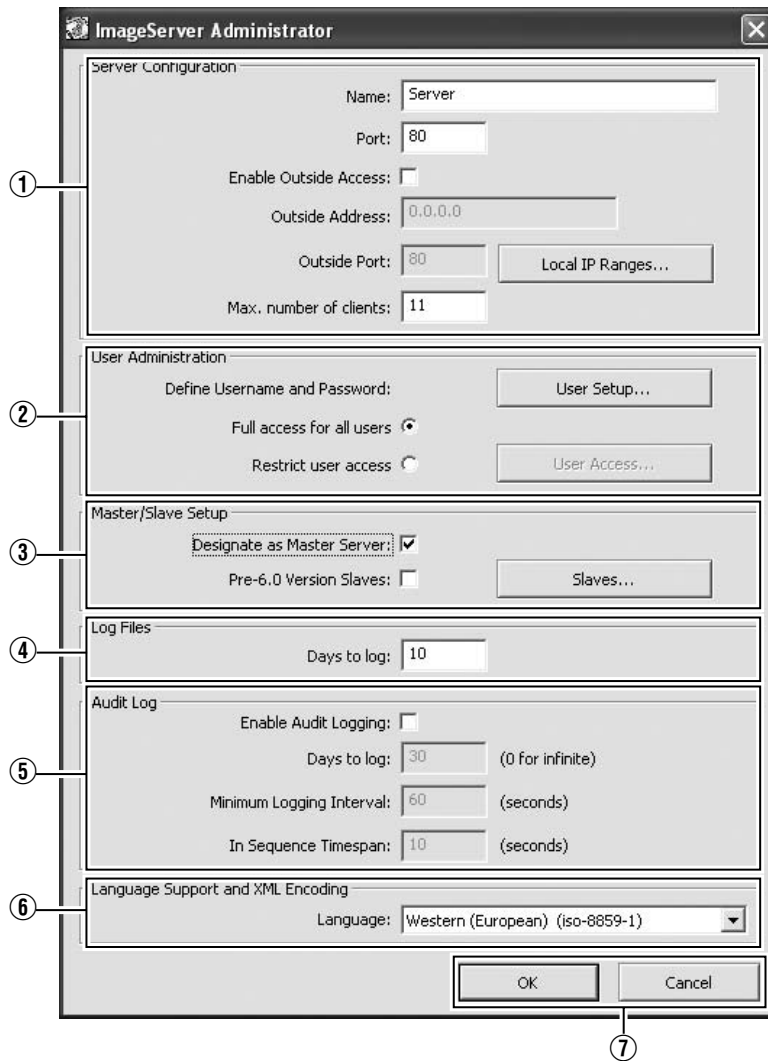 ImageServer Administrator
Server Configuration
Name: Server
Port: 80
① Enable Outside Access:
Outside Address: 0.0.0.0
Outside Port: 80 Local IP Ranges...
Max. number of clients: 11
User Administration
Define Username and Password: User Setup...
②
Full access for all users
Restrict user access User Access...
Master/Slave Setup
③ Designate as Master Server:
Pre-6.0 Version Slaves: Slaves...
Log Files
④ Days to log: 10
Audit Log
Enable Audit Logging:
⑤ Days to log: 30 (0 for infinite)
Minimum Logging Interval: 60 (seconds)
In Sequence Timespan: 10 (seconds)
Language Support and XML Encoding
⑥ Language: Western (European) (iso-8859-1)
OK Cancel
⑦